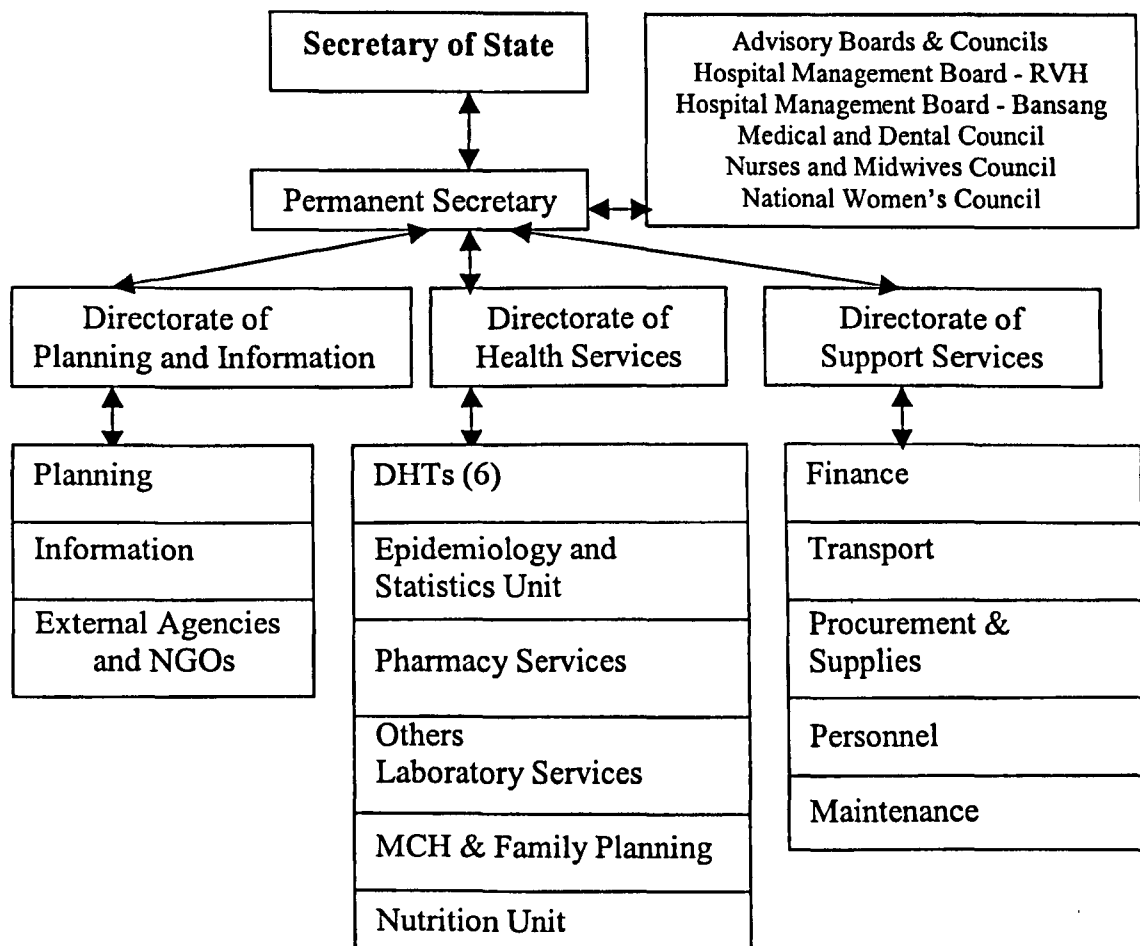 Secretary of State
Advisory Boards & Councils
Hospital Management Board - RVH
Hospital Management Board - Bansang
Medical and Dental Council
Nurses and Midwives Council
National Women's Council
Permanent Secretary
Directorate of
Planning and Information
Directorate of
Health Services
Directorate of
Support Services
Planning
Information
External Agencies
and NGOs
DHTs (6)
Epidemiology and
Statistics Unit
Pharmacy Services
Others
Laboratory Services
MCH & Family Planning
Nutrition Unit
Finance
Transport
Procurement &
Supplies
Personnel
Maintenance